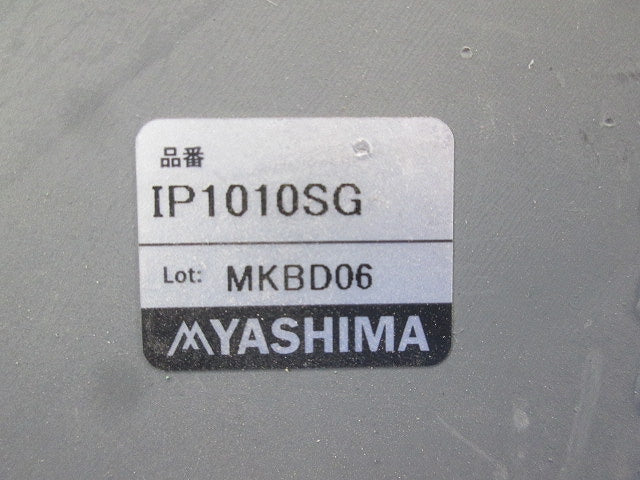 品番
IP1010SG
Lot: MKBD06
YASHIMA